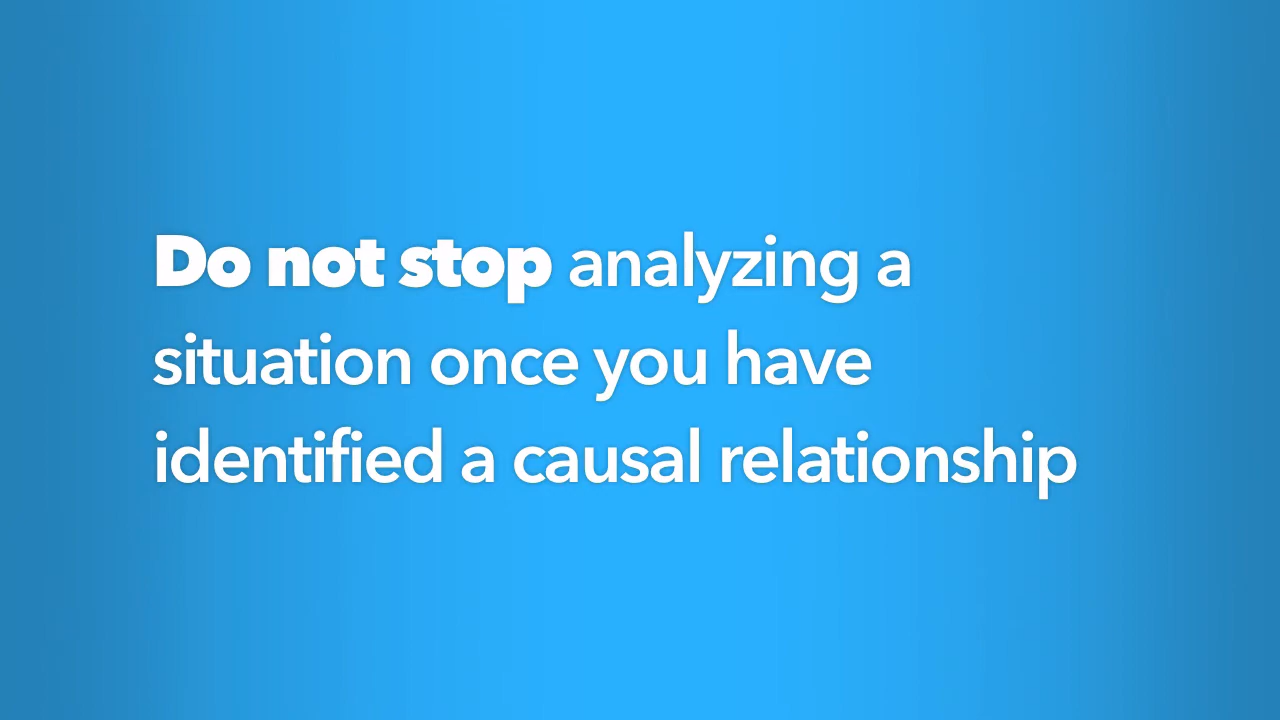 Do not stop analyzing a
situation once you have
identified a causal relationship